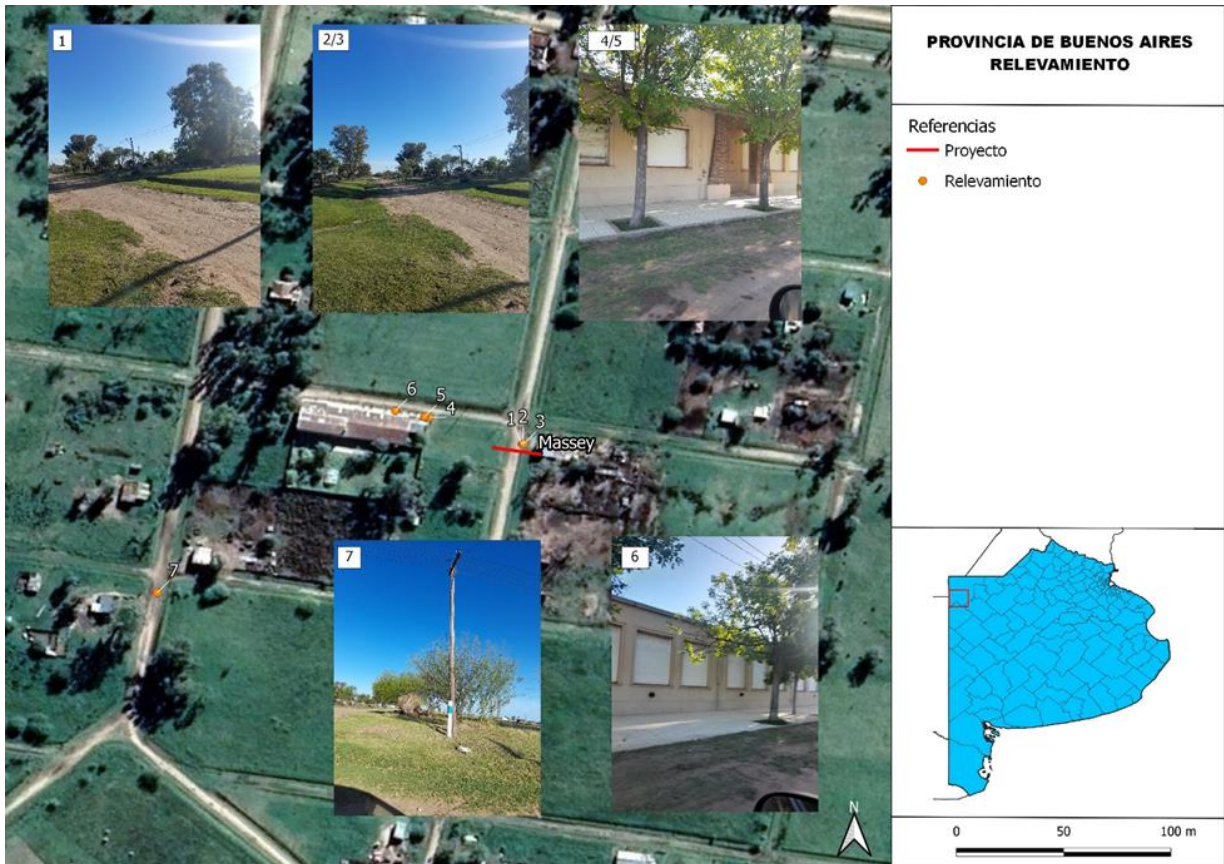 1
2/3
4/5
6
5
4
1
2
3
Massey
7
7
6
N
PROVINCIA DE BUENOS AIRES
RELEVAMIENTO
Referencias
Proyecto
Relevamiento
0
50
100 m